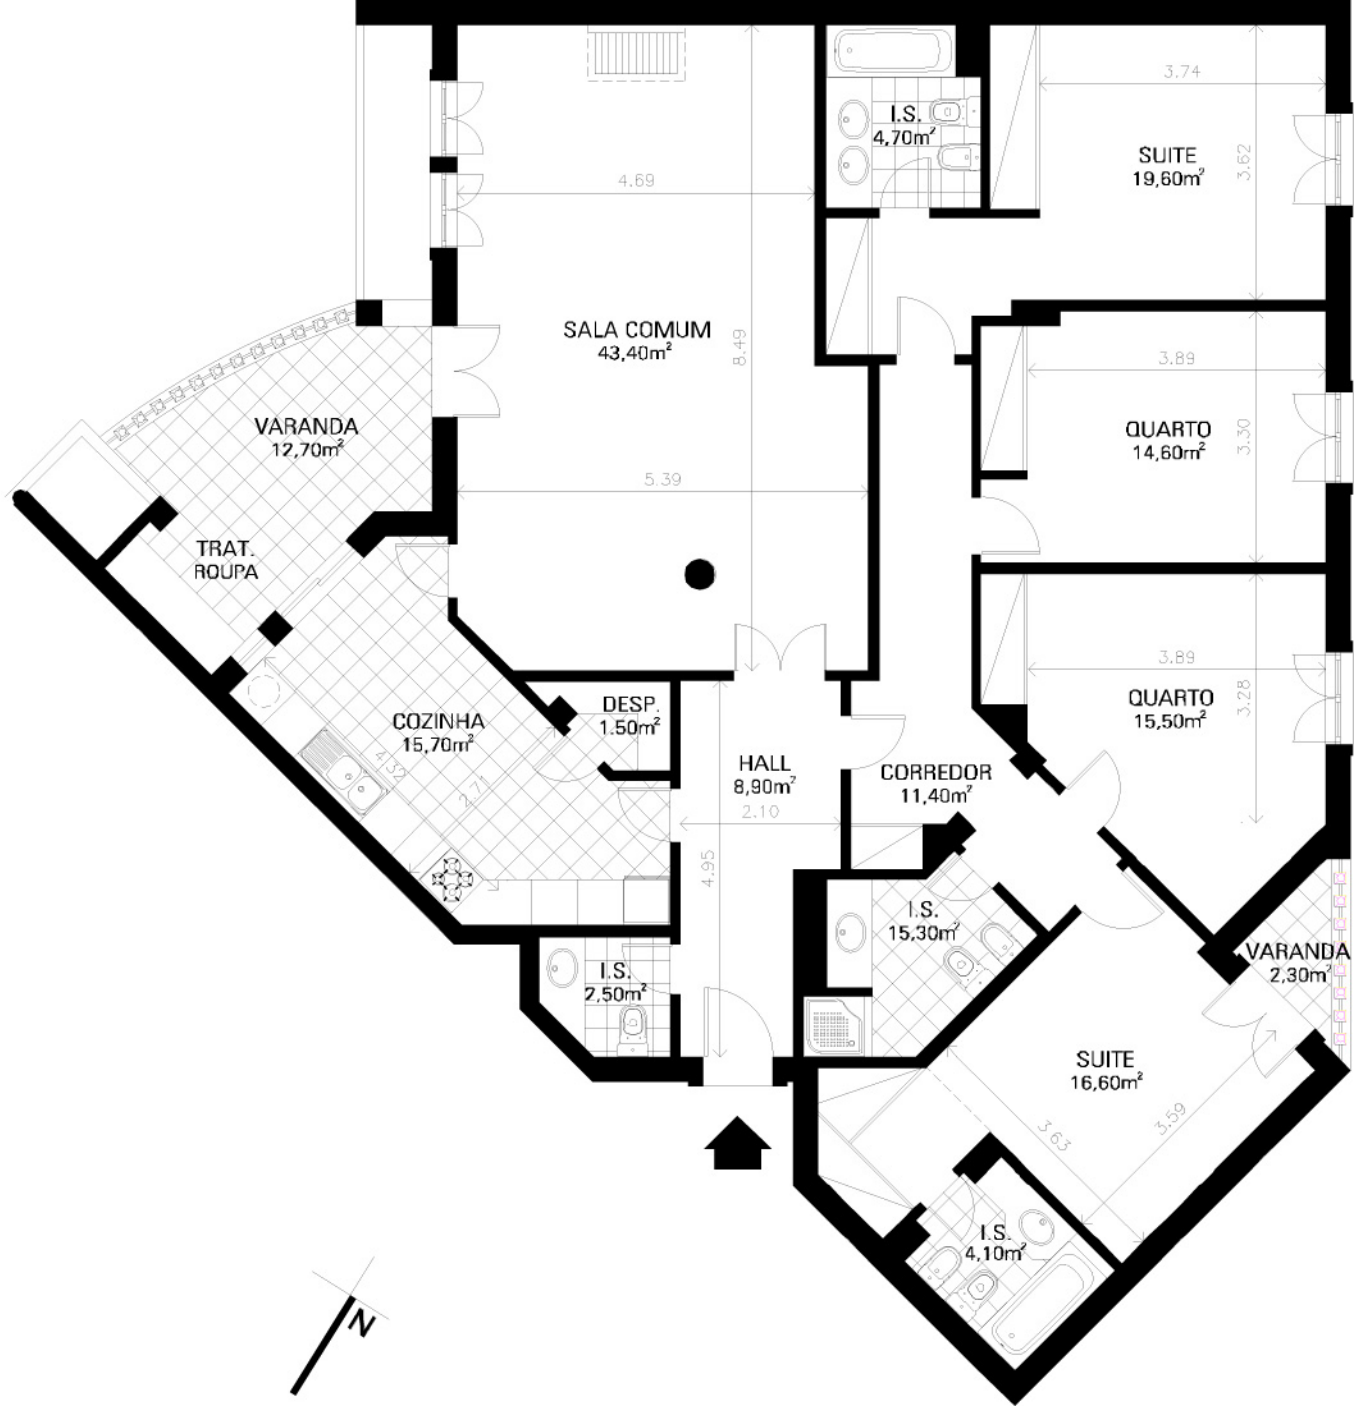 3.74
I.S.
4,70m²
SUITE
19,60m²
3.62
4.69
SALA COMUM
43,40m²
8.49
3.89
QUARTO
14,60m²
3.30
VARANDA
12,70m²
5.39
TRAT.
ROUPA
3.89
QUARTO
15,50m²
3.28
DESP.
1.50m²
COZINHA
15,70m²
4.32
2.71
HALL
8,90m²
2.10
4.95
CORREDOR
11,40m²
I.S.
15,30m²
VARANDA
2,30m²
I.S.
2,50m²
SUITE
16,60m²
3.63
3.59
I.S.
4,10m²
N